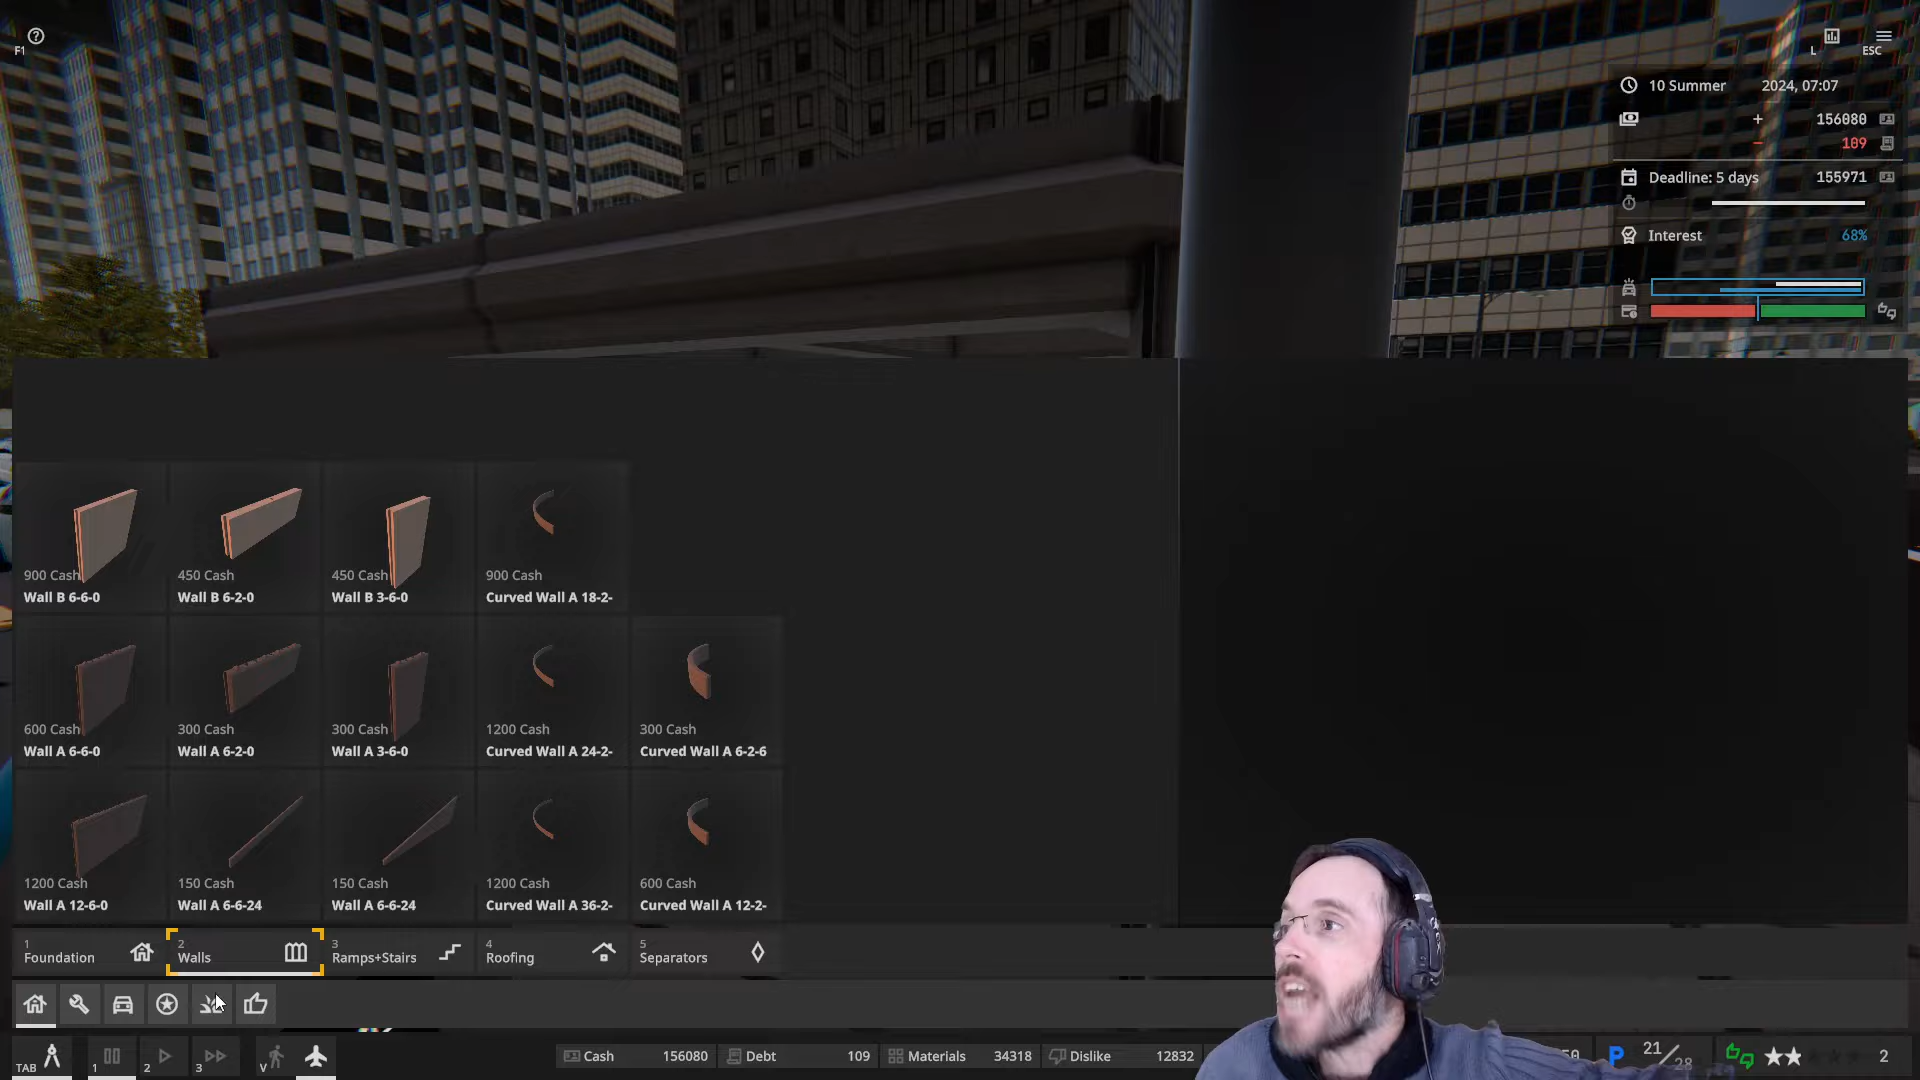 F1
L
ESC
10 Summer 2024, 07:07
+ 156080
- 109
Deadline: 5 days 155971
Interest 68%
900 Cash
Wall B 6-6-0
450 Cash
Wall B 6-2-0
450 Cash
Wall B 3-6-0
900 Cash
Curved Wall A 18-2-
600 Cash
Wall A 6-6-0
300 Cash
Wall A 6-2-0
300 Cash
Wall A 3-6-0
1200 Cash
Curved Wall A 24-2-
300 Cash
Curved Wall A 6-2-6
1200 Cash
Wall A 12-6-0
150 Cash
Wall A 6-6-24
150 Cash
Wall A 6-6-24
1200 Cash
Curved Wall A 36-2-
600 Cash
Curved Wall A 12-2-
1 Foundation
2 Walls
3 Ramps+Stairs
4 Roofing
5 Separators
TAB 1 2 3 V
Cash 156080 Debt 109 Materials 34318 Dislike 12832
P 21/28 2